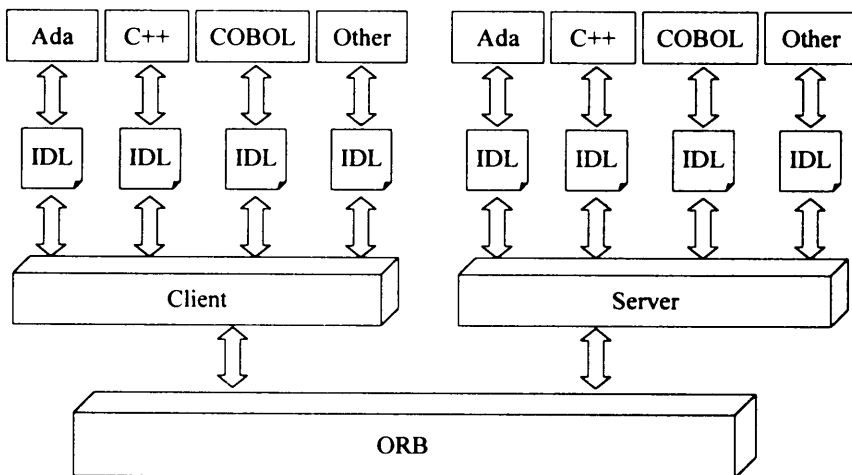 Ada C++ COBOL Other Ada C++ COBOL Other
IDL IDL IDL IDL IDL IDL IDL IDL
Client Server
ORB